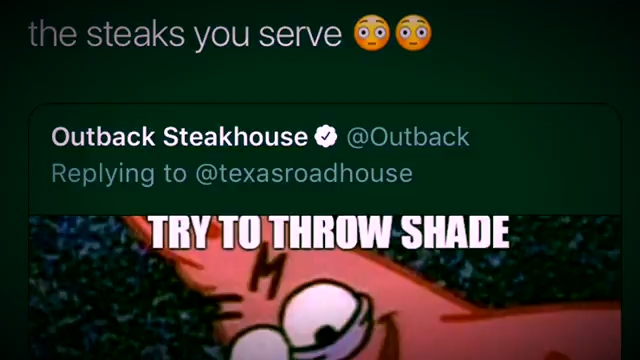 the steaks you serve 😳😳
Outback Steakhouse @Outback
Replying to @texasroadhouse
TRY TO THROW SHADE